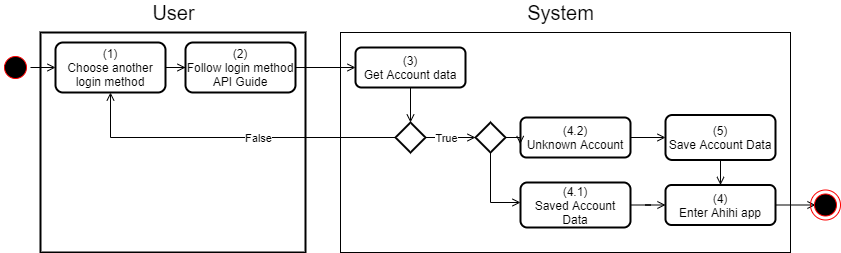 User
System
(1)
Choose another
login method
(2)
Follow login method
API Guide
(3)
Get Account data
False
True
(4.2)
Unknown Account
(5)
Save Account Data
(4.1)
Saved Account
Data
(4)
Enter Ahihi app